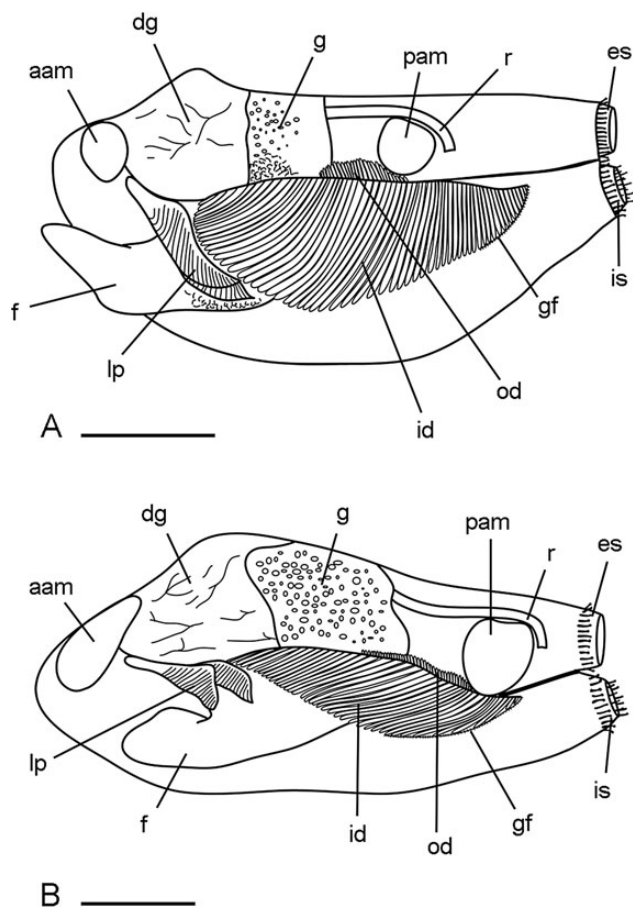 dg
g
es
aam
pam
r
f
lp
is
gf
od
id
A
g
pam
dg
es
r
aam
lp
f
is
id
gf
od
B